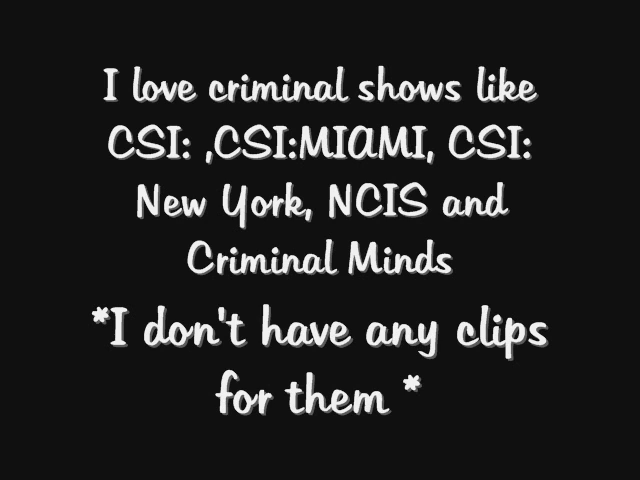 I love criminal shows like
CSI: ,CSI:MIAMI, CSI:
New York, NCIS and
Criminal Minds
*I don't have any clips
for them *